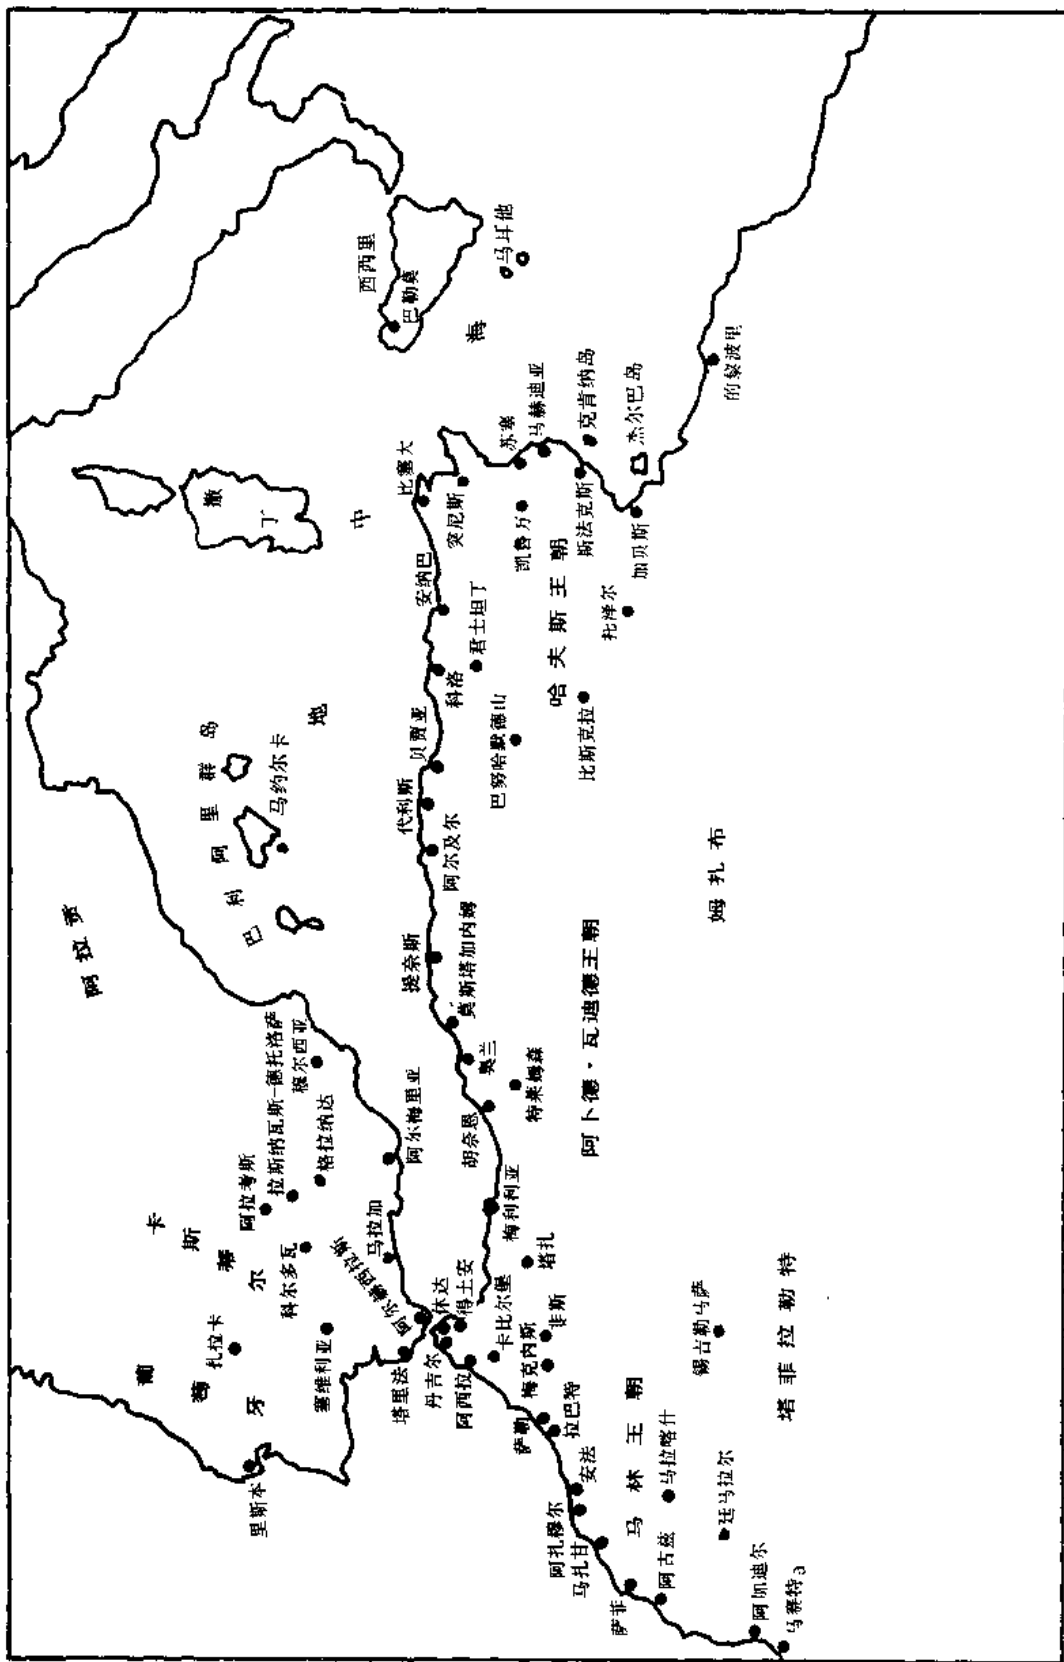 葡萄牙
卡斯蒂尔
阿拉贡
里斯本
扎拉卡
塞维利亚
科尔多瓦
阿拉考斯
拉斯纳瓦斯-德托洛萨
格拉纳达
穆尔西亚
阿尔梅里亚
马拉加
阿尔赫西拉斯
塔里法
巴利阿里群岛
马约尔卡
撒丁
地中海
西西里
巴勒莫
马耳他
休达
得土安
丹吉尔
阿西拉
卡比尔堡
梅利利亚
塔扎
非斯
梅克内斯
萨勒
拉巴特
安法
阿扎穆尔
马扎甘
萨菲
阿古兹
马拉喀什
廷马拉尔
阿加迪尔
马赛特a
马林王朝
锡吉勒马萨
塔菲拉勒特
胡奈恩
奥兰
特莱姆森
莫斯塔加内姆
提奈斯
阿尔及尔
代利斯
贝贾亚
阿卜德·瓦迪德王朝
姆扎布
巴努哈默德山
科洛
君士坦丁
安纳巴
比塞大
突尼斯
凯鲁万
苏塞
马赫迪亚
克肯纳岛
斯法克斯
杰尔巴岛
加贝斯
托泽尔
比斯克拉
哈夫斯王朝
的黎波里